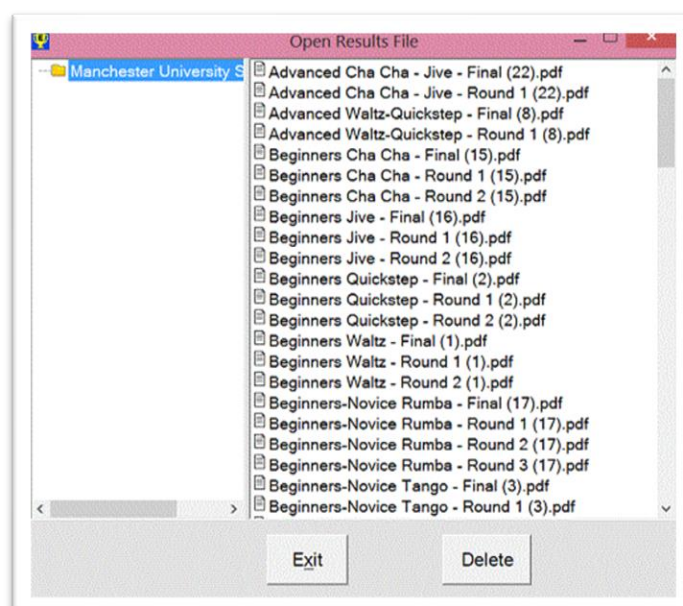 Open Results File
Manchester University S
Advanced Cha Cha - Jive - Final (22).pdf
Advanced Cha Cha - Jive - Round 1 (22).pdf
Advanced Waltz-Quickstep - Final (8).pdf
Advanced Waltz-Quickstep - Round 1 (8).pdf
Beginners Cha Cha - Final (15).pdf
Beginners Cha Cha - Round 1 (15).pdf
Beginners Cha Cha - Round 2 (15).pdf
Beginners Jive - Final (16).pdf
Beginners Jive - Round 1 (16).pdf
Beginners Jive - Round 2 (16).pdf
Beginners Quickstep - Final (2).pdf
Beginners Quickstep - Round 1 (2).pdf
Beginners Quickstep - Round 2 (2).pdf
Beginners Waltz - Final (1).pdf
Beginners Waltz - Round 1 (1).pdf
Beginners Waltz - Round 2 (1).pdf
Beginners-Novice Rumba - Final (17).pdf
Beginners-Novice Rumba - Round 1 (17).pdf
Beginners-Novice Rumba - Round 2 (17).pdf
Beginners-Novice Rumba - Round 3 (17).pdf
Beginners-Novice Tango - Final (3).pdf
Beginners-Novice Tango - Round 1 (3).pdf
Exit
Delete